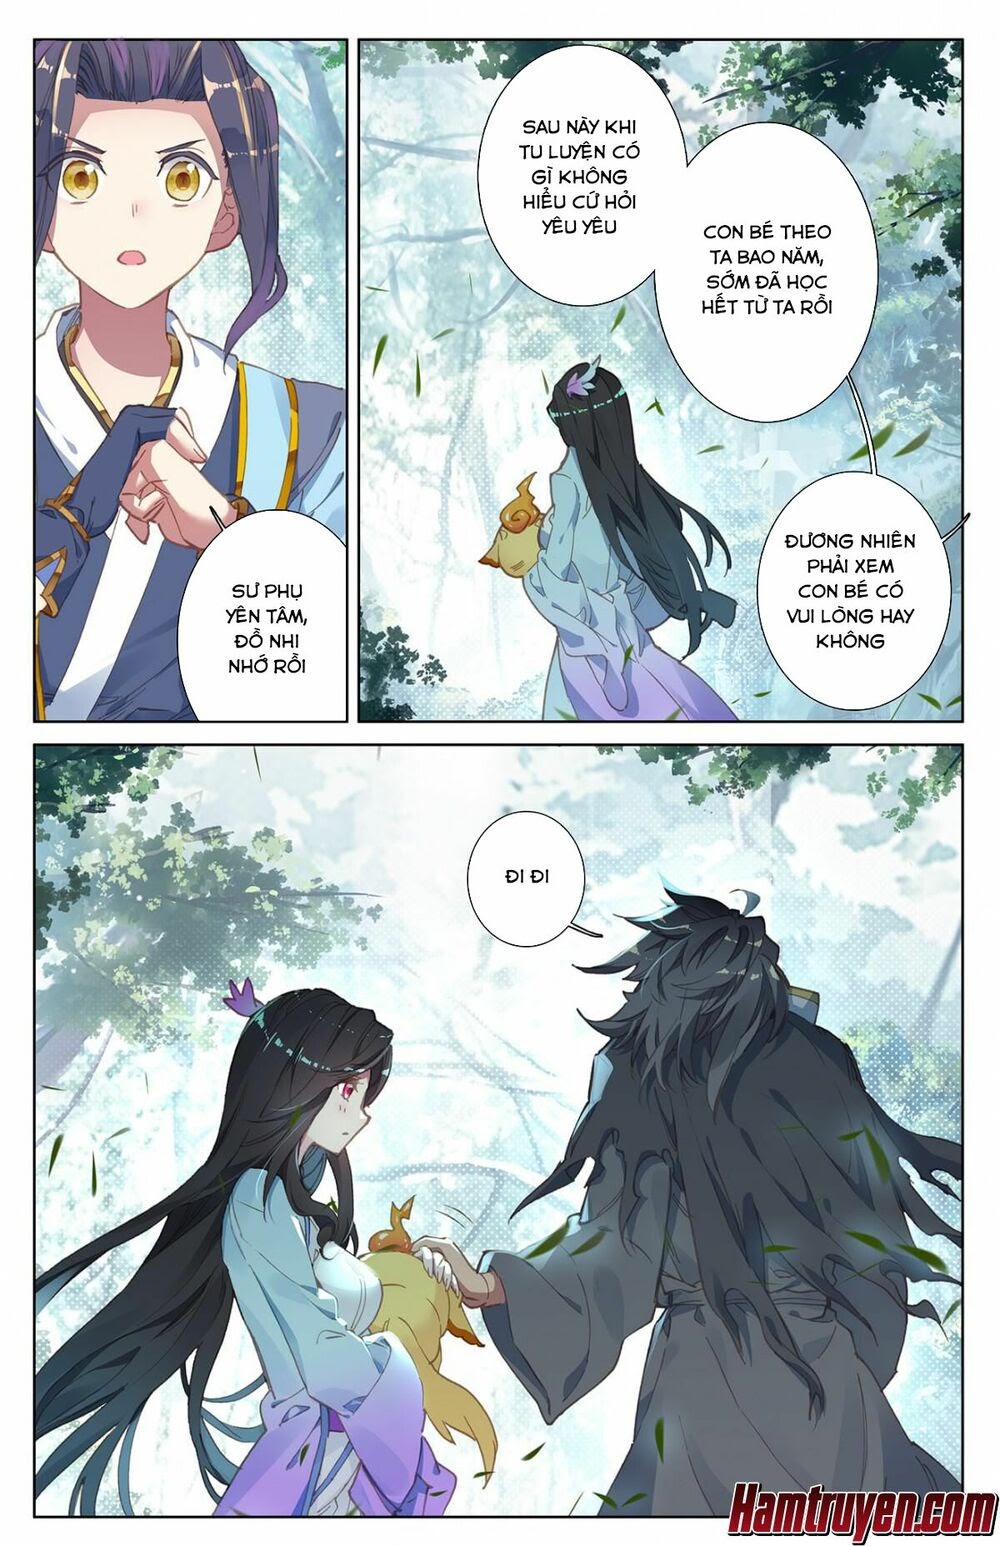 SƯ PHỤ
YÊN TÂM,
ĐỒ NHI
NHỚ RỒI
SAU NÀY KHI
TU LUYỆN CÓ
GÌ KHÔNG
HIỂU CỨ HỎI
YÊU YÊU
CON BÉ THEO
TA BAO NĂM,
SỚM ĐÃ HỌC
HẾT TỪ TA RỒI
ĐƯƠNG NHIÊN
PHẢI XEM
CON BÉ CÓ
VUI LÒNG HAY
KHÔNG
ĐI ĐI
Hamtruyen.com